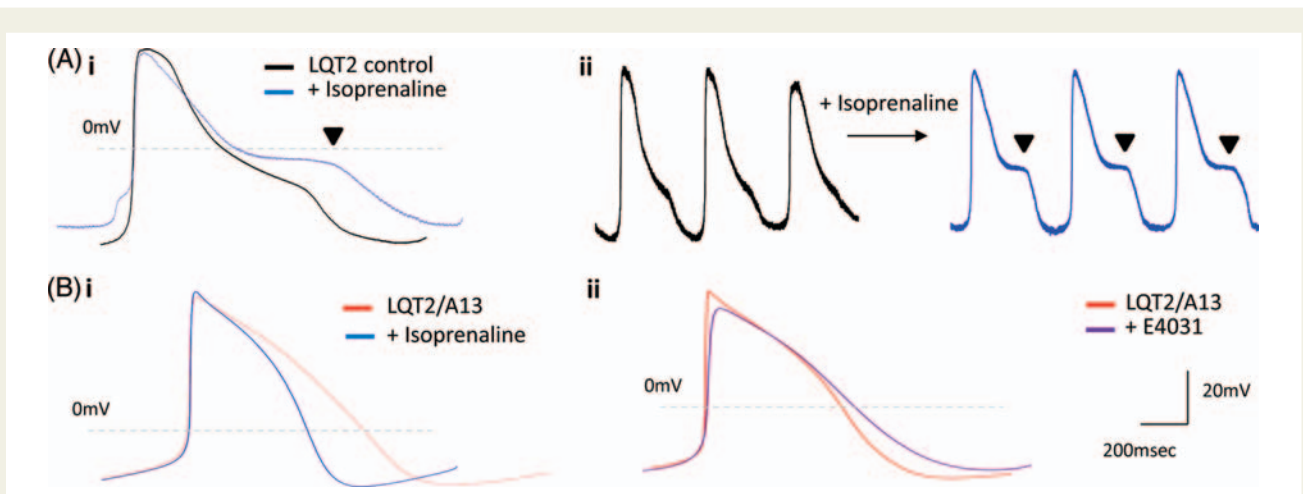 (A) i
LQT2 control
+ Isoprenaline
0mV
ii
+ Isoprenaline
(B) i
LQT2/A13
+ Isoprenaline
0mV
ii
LQT2/A13
+ E4031
0mV
20mV
200msec